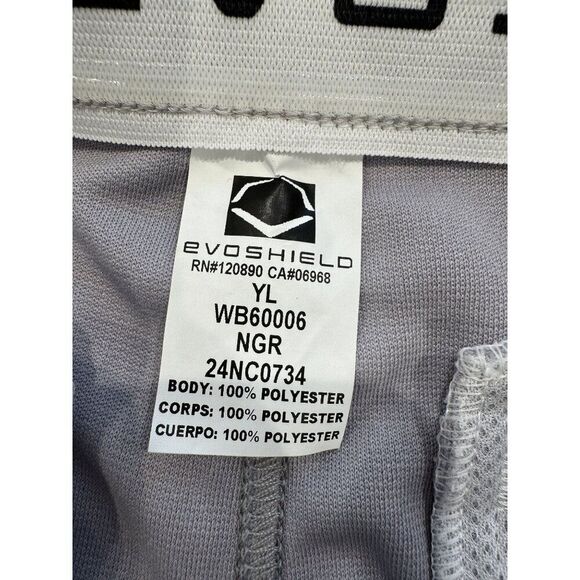 EVOSHIELD
RN#120890 CA#06968
YL
WB60006
NGR
24NC0734
BODY: 100% POLYESTER
CORPS: 100% POLYESTER
CUERPO: 100% POLYESTER